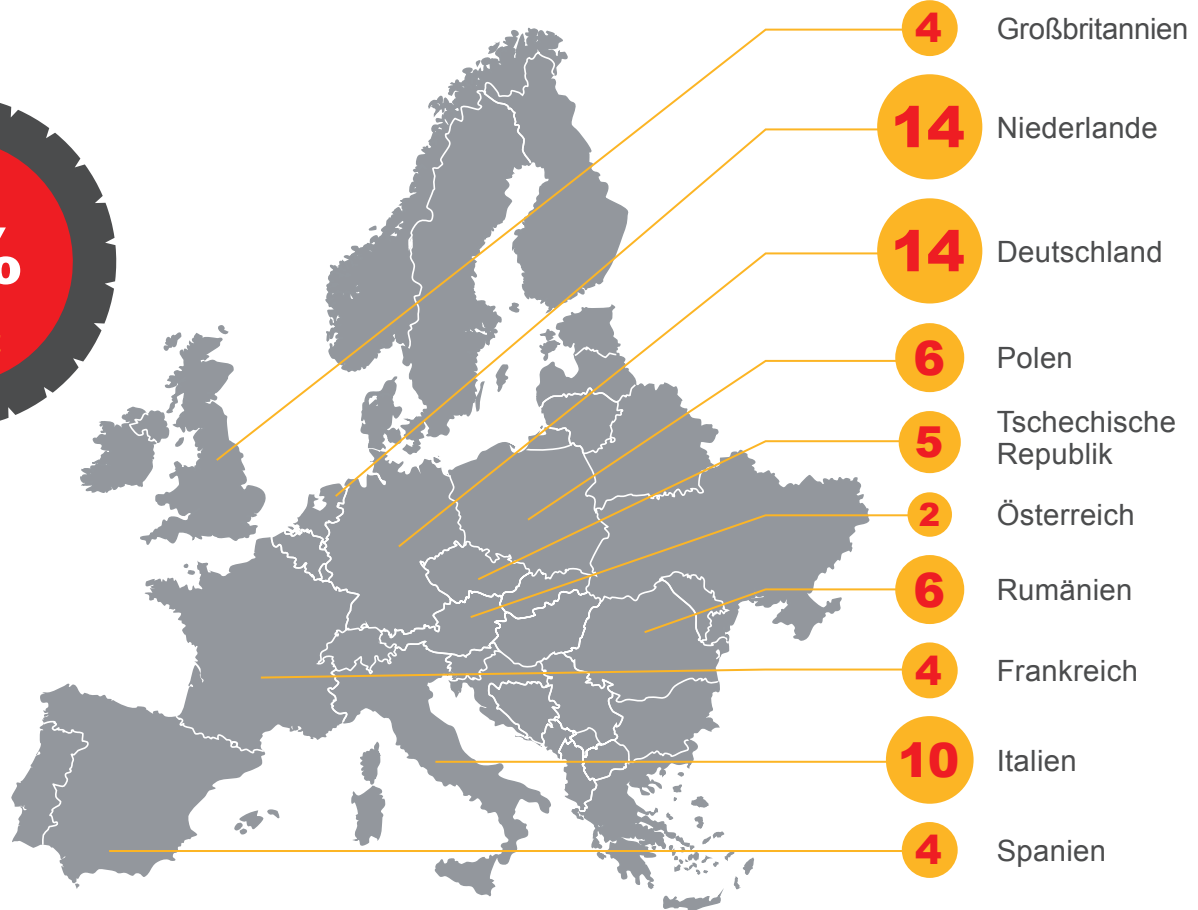 %
4 Großbritannien
14 Niederlande
14 Deutschland
6 Polen
5 Tschechische
Republik
2 Österreich
6 Rumänien
4 Frankreich
10 Italien
4 Spanien